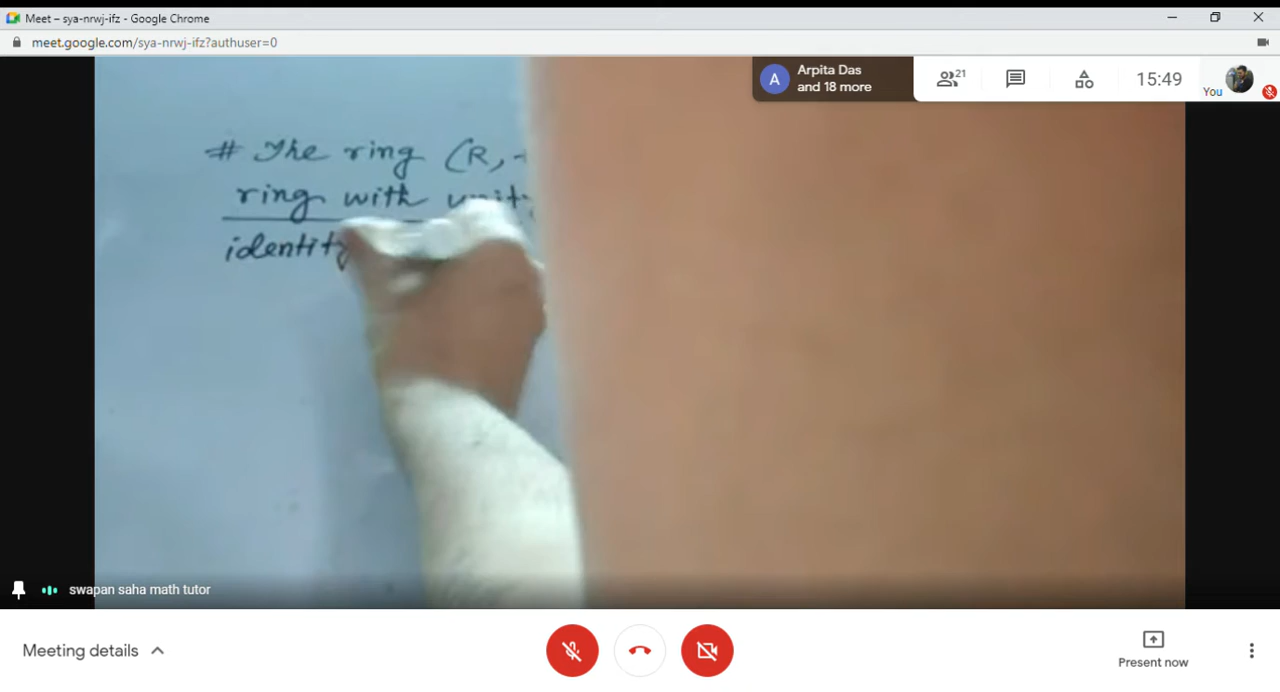 Meet – sya-nrwj-ifz - Google Chrome
meet.google.com/sya-nrwj-ifz?authuser=0
A
Arpita Das
and 18 more
21
15:49
You
# The ring (R,
ring with unity
identity
swapan saha math tutor
Meeting details
Present now